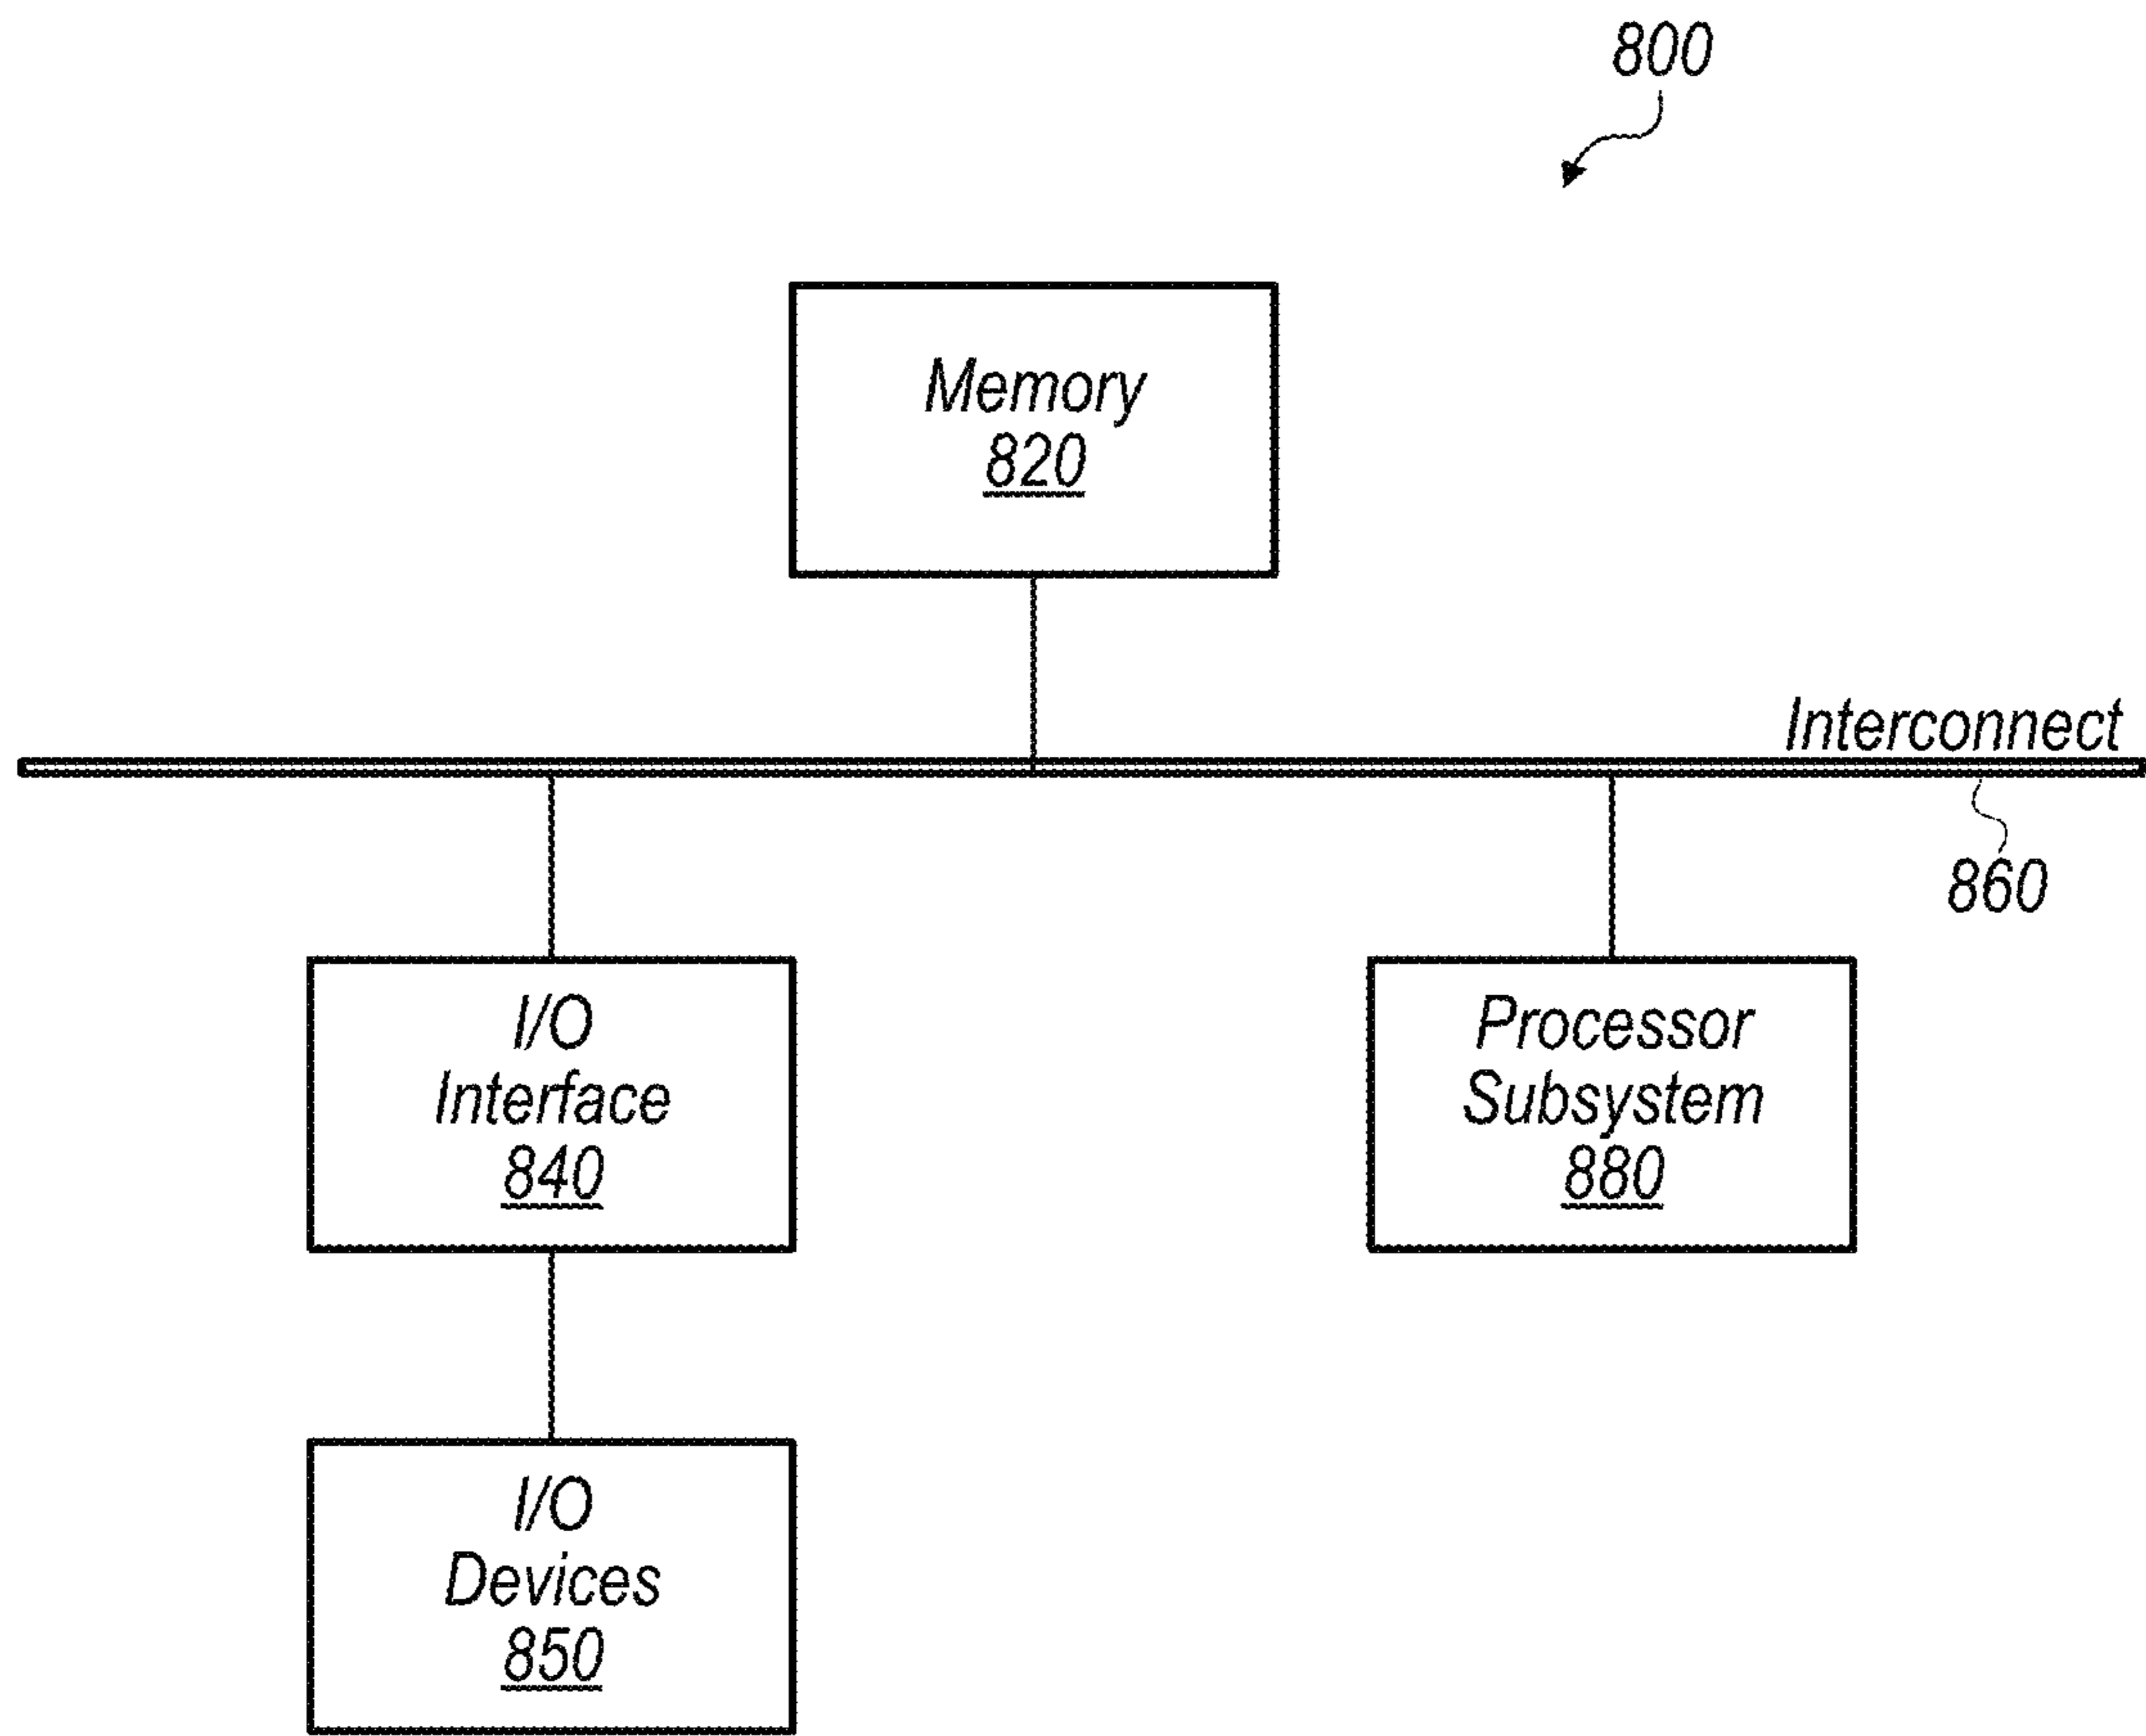 800
Memory
820
Interconnect
860
I/O
Interface
840
Processor
Subsystem
880
I/O
Devices
850